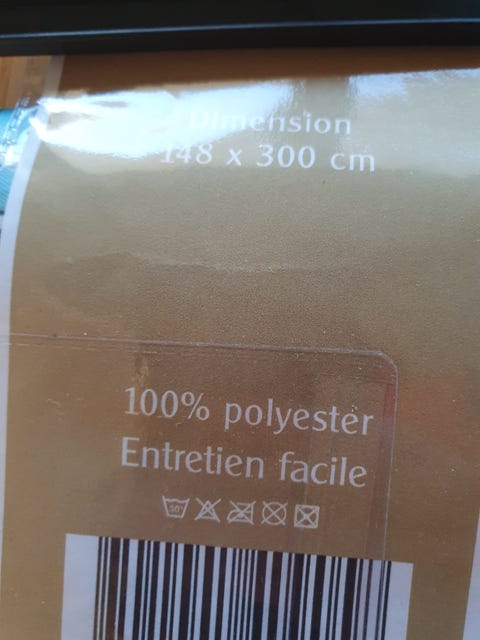 Dimension
148 x 300 cm
100% polyester
Entretien facile